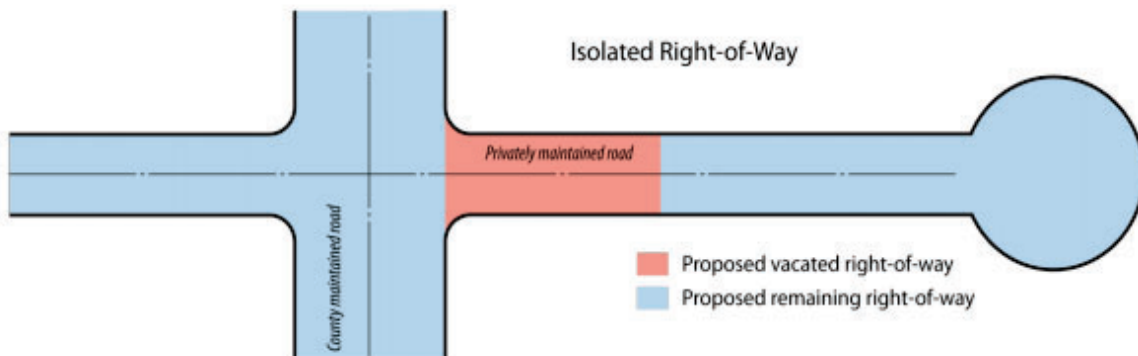 Isolated Right-of-Way
Privately maintained road
County maintained road
Proposed vacated right-of-way
Proposed remaining right-of-way